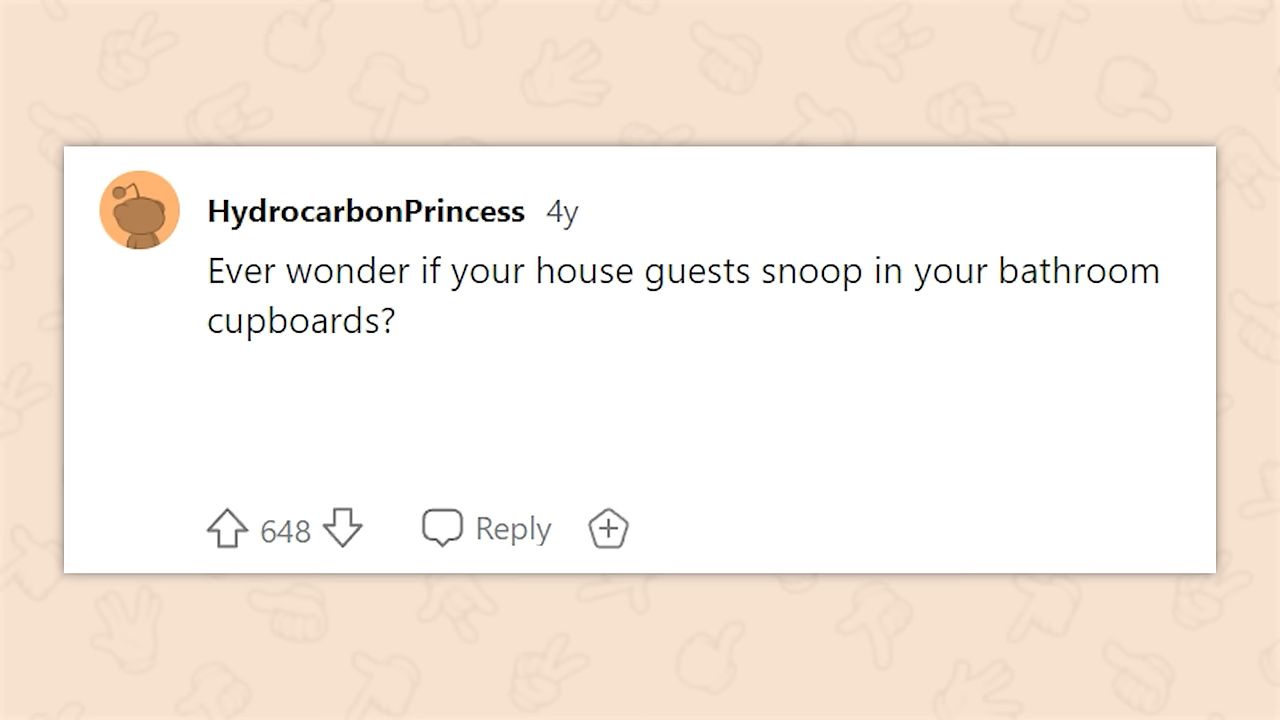 HydrocarbonPrincess 4y
Ever wonder if your house guests snoop in your bathroom
cupboards?
648 Reply